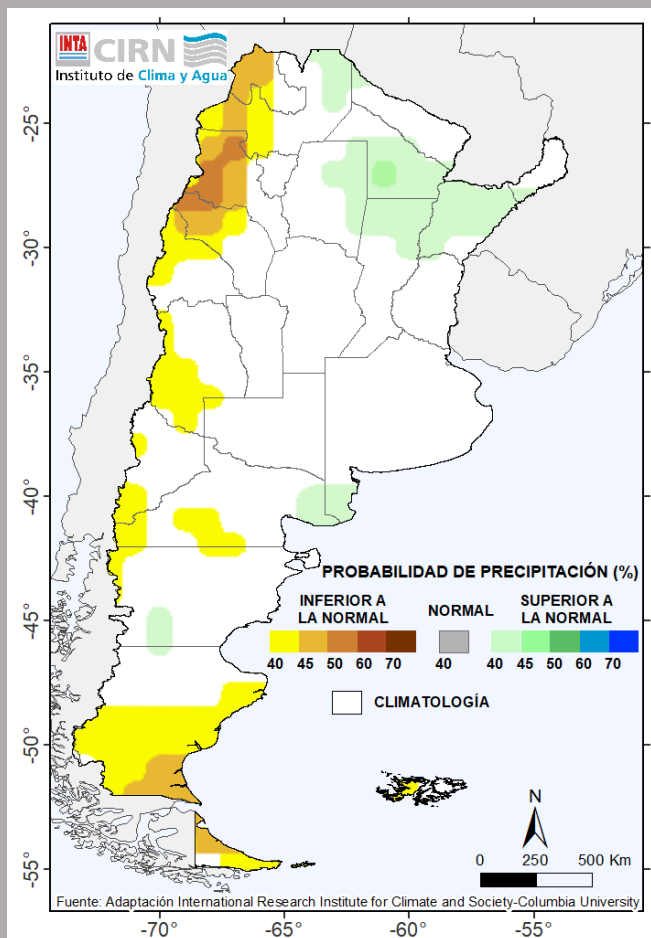 INTA CIRN
Instituto de Clima y Agua
-25°
-30°
-35°
-40°
-45°
-50°
-55°
PROBABILIDAD DE PRECIPITACIÓN (%)
INFERIOR A LA NORMAL
NORMAL
SUPERIOR A LA NORMAL
40 45 50 60 70
40
40 45 50 60 70
CLIMATOLOGÍA
N
0 250 500 Km
Fuente: Adaptación International Research Institute for Climate and Society-Columbia University
-70° -65° -60° -55°